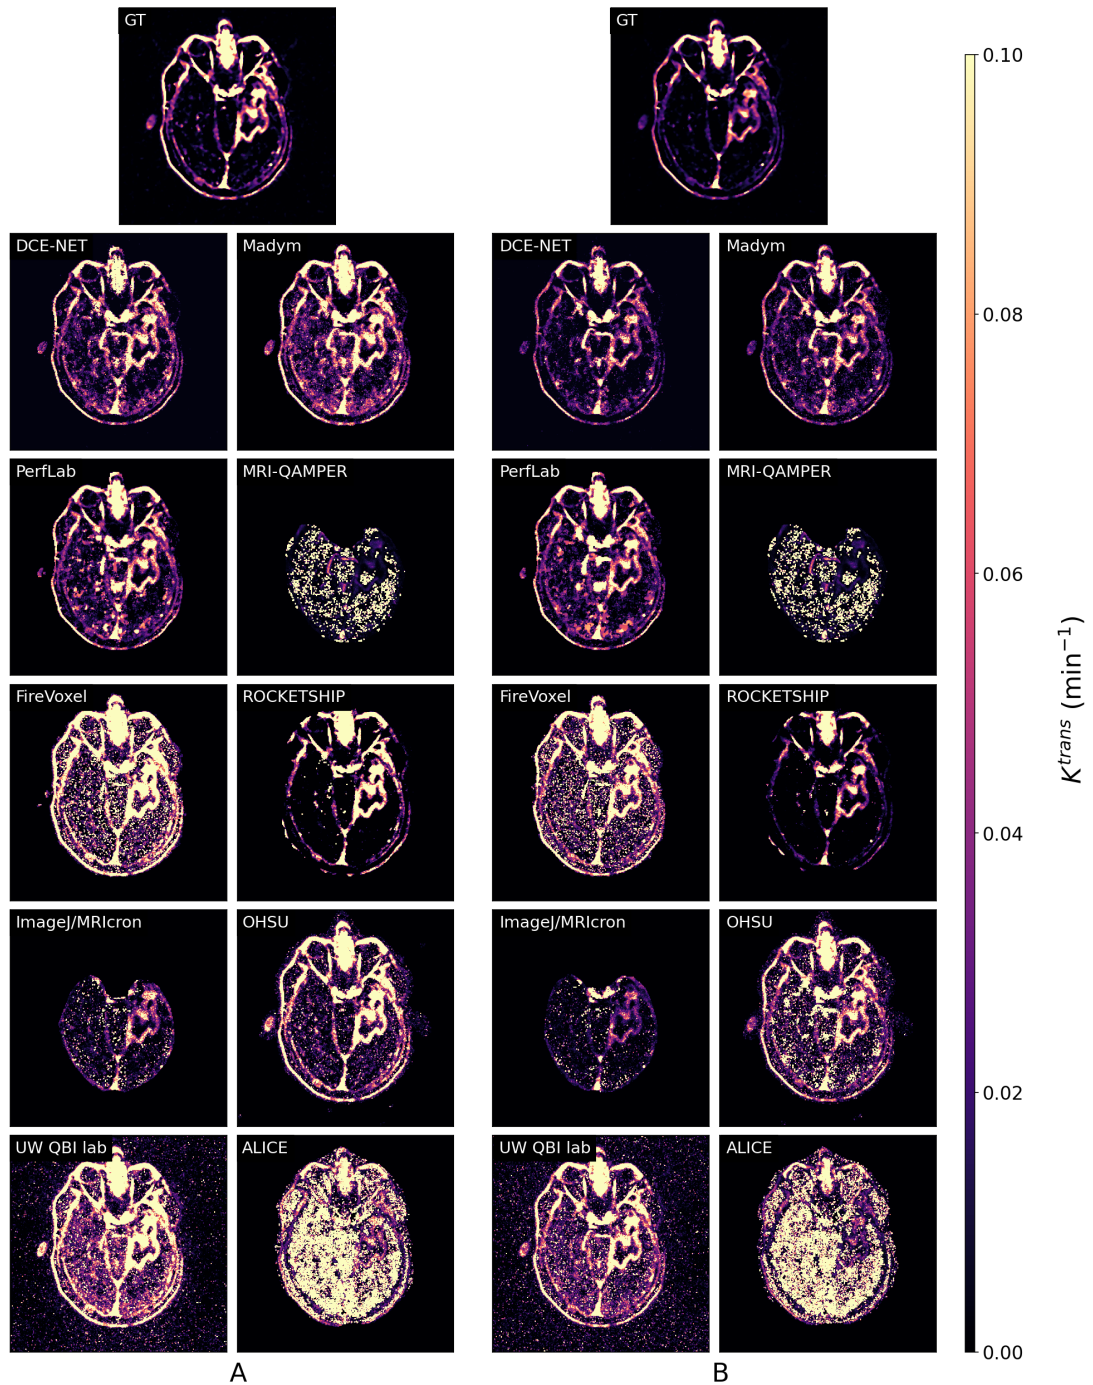 GT GT
DCE-NET Madym DCE-NET Madym
PerfLab MRI-QAMPER PerfLab MRI-QAMPER
FireVoxel ROCKETSHIP FireVoxel ROCKETSHIP
ImageJ/MRIcron OHSU ImageJ/MRIcron OHSU
UW QBI lab ALICE UW QBI lab ALICE
A B
0.10
0.08
0.06
0.04
0.02
0.00
K^trans (min⁻¹)